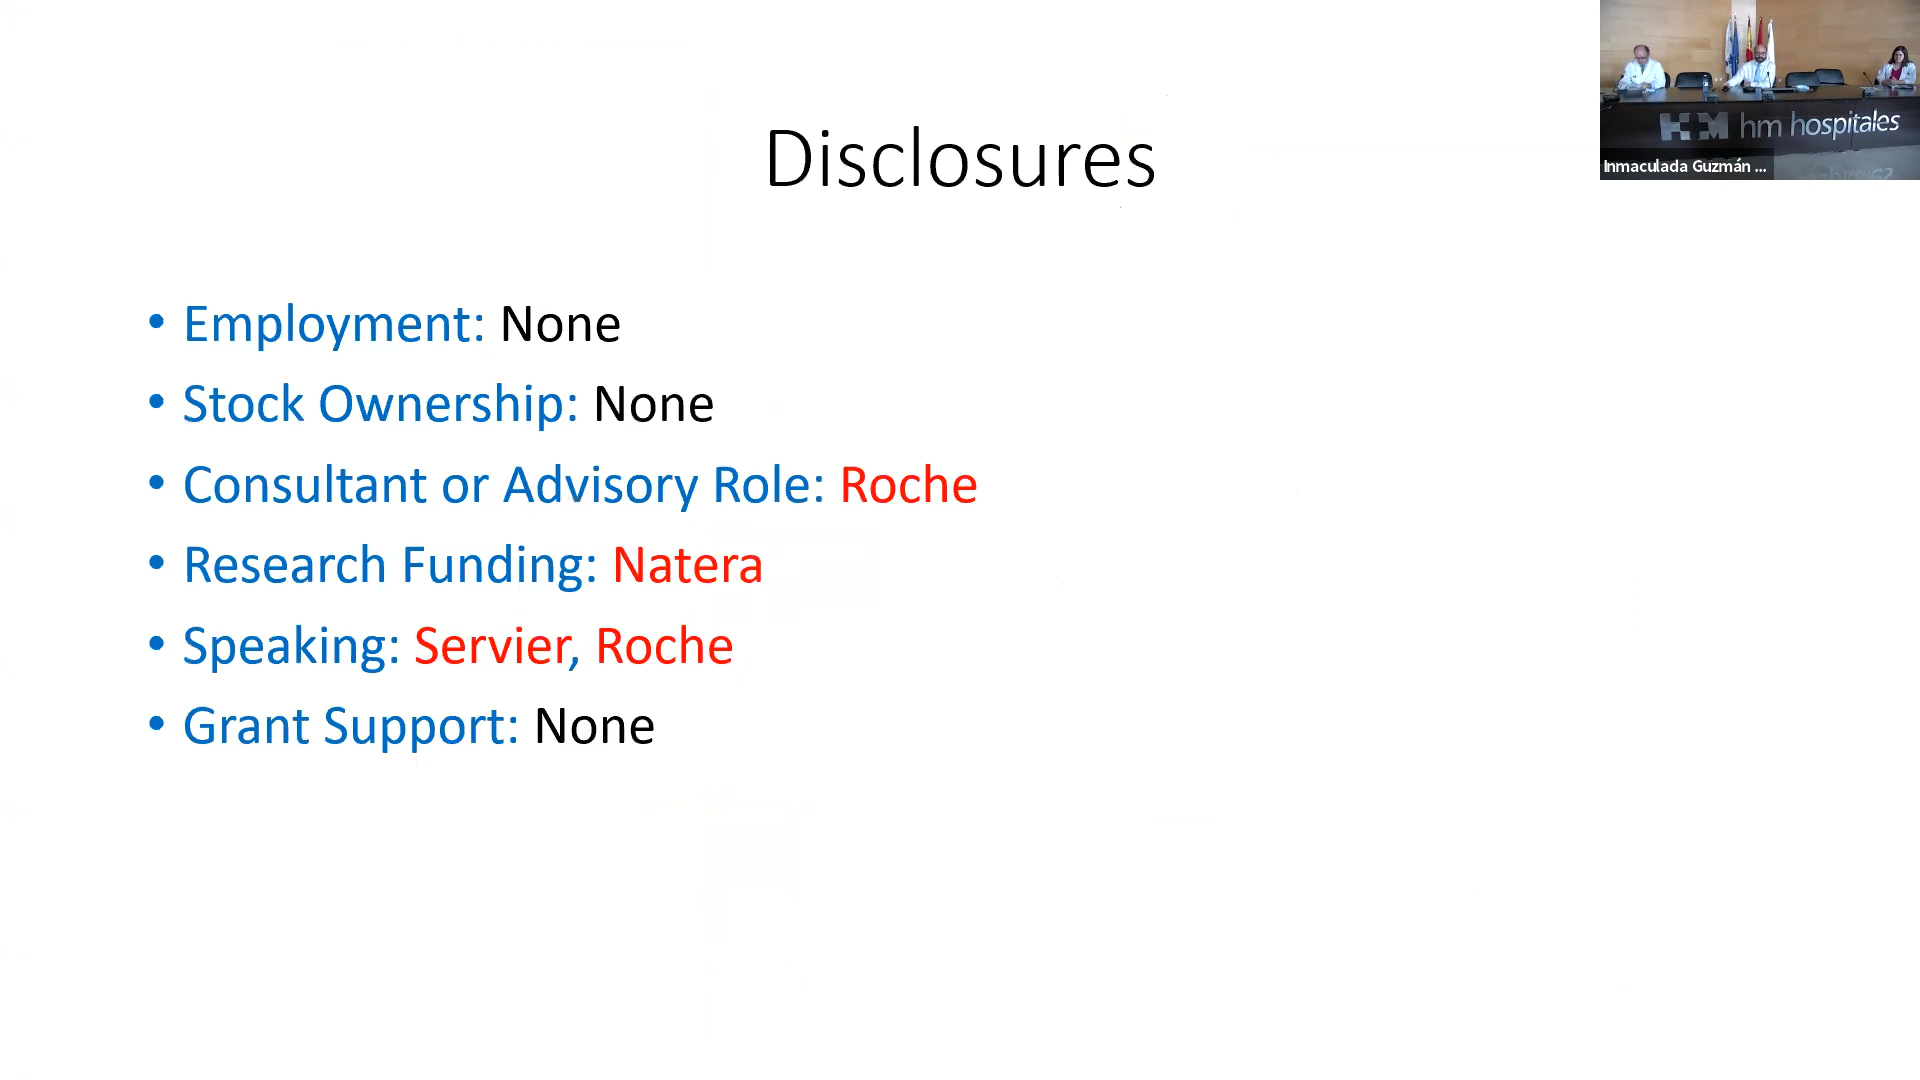 Disclosures
• Employment: None
• Stock Ownership: None
• Consultant or Advisory Role: Roche
• Research Funding: Natera
• Speaking: Servier, Roche
• Grant Support: None
HM hm hospitales
Inmaculada Guzmán ...